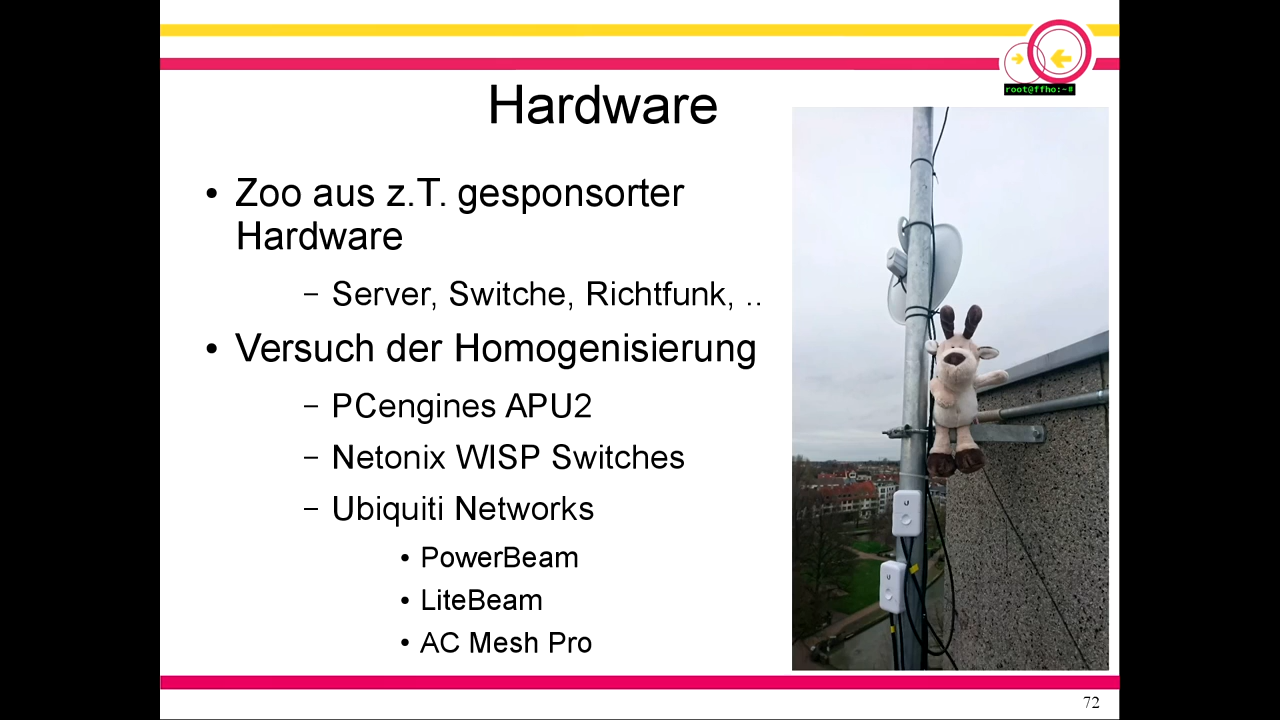 root@ffho:~#
Hardware
• Zoo aus z.T. gesponsorter
Hardware
– Server, Switche, Richtfunk, ..
• Versuch der Homogenisierung
– PCengines APU2
– Netonix WISP Switches
– Ubiquiti Networks
• PowerBeam
• LiteBeam
• AC Mesh Pro
72